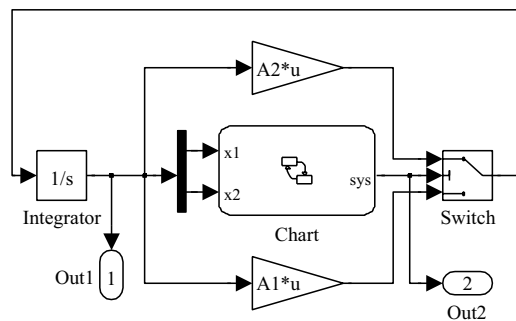 A2*u
x1
x2
sys
1/s
Integrator
Chart
Switch
Out1
1
A1*u
2
Out2